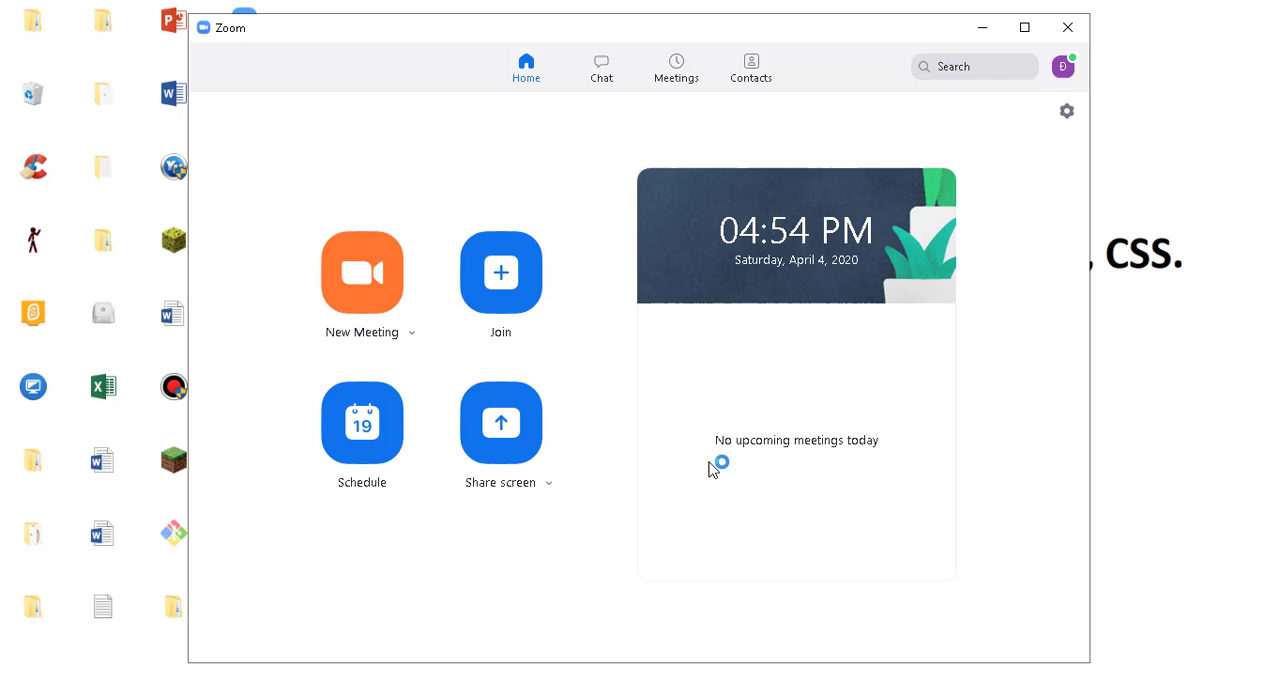 Zoom
Home
Chat
Meetings
Contacts
Search
Đ
04:54 PM
Saturday, April 4, 2020
New Meeting
Join
19
Schedule
Share screen
No upcoming meetings today
, CSS.